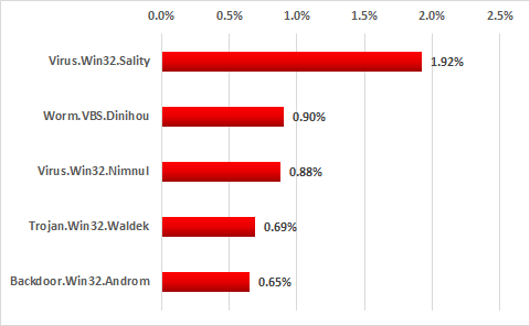 0.0% 0.5% 1.0% 1.5% 2.0% 2.5%
Virus.Win32.Sality 1.92%
Worm.VBS.Dinihou 0.90%
Virus.Win32.Nimnul 0.88%
Trojan.Win32.Waldek 0.69%
Backdoor.Win32.Androm 0.65%